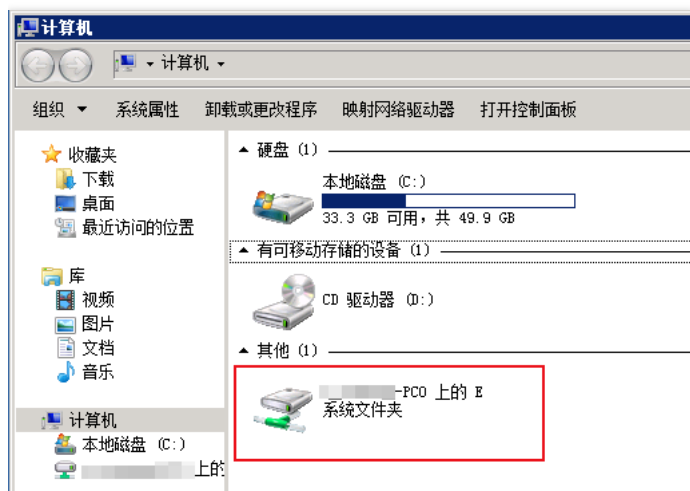 计算机
计算机
组织 系统属性 卸载或更改程序 映射网络驱动器 打开控制面板
收藏夹
下载
桌面
最近访问的位置
库
视频
图片
文档
音乐
计算机
本地磁盘 (C:)
上的
硬盘 (1)
本地磁盘 (C:)
33.3 GB 可用，共 49.9 GB
有可移动存储的设备 (1)
CD 驱动器 (D:)
其他 (1)
-PC0 上的 E
系统文件夹